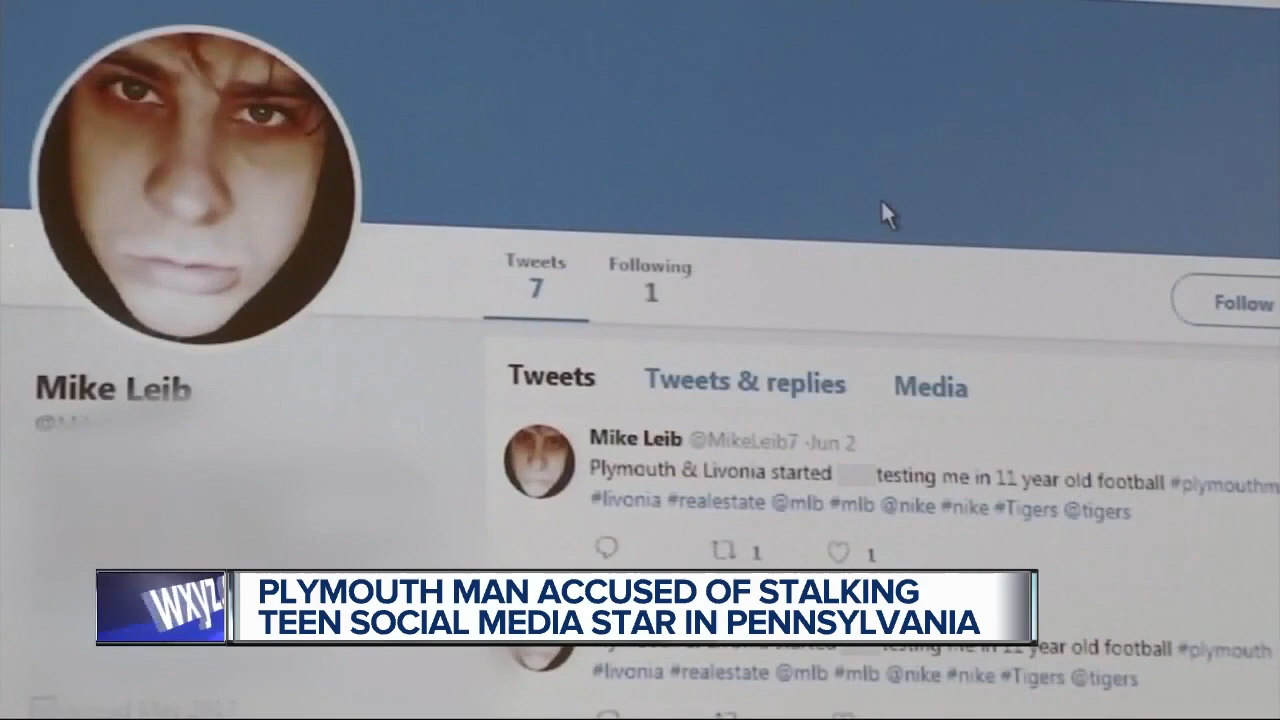 Tweets
Following
7
1
Follow
Mike Leib
Tweets
Tweets & replies
Media
Mike Leib @MikeLeib7 · Jun 2
Plymouth & Livonia started testing me in 11 year old football #plymouthm
#livonia #realestate @mlb #mlb @nike #nike #Tigers @tigers
1
1
WXYZ
PLYMOUTH MAN ACCUSED OF STALKING
TEEN SOCIAL MEDIA STAR IN PENNSYLVANIA
year old football #plymouth
#livonia #realestate @mlb #mlb @nike #nike #Tigers @tigers